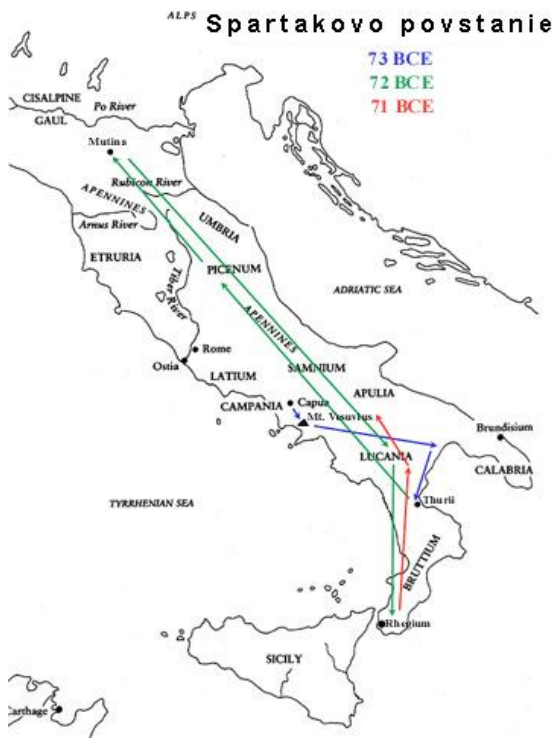 ALPS
Spartakovo povstanie
73 BCE
72 BCE
71 BCE
CISALPINE
GAUL
Po River
Mutina
Rubicon River
APENNINES
Arnus River
UMBRIA
ETRURIA
PICENUM
Tiber River
ADRIATIC SEA
APENNINES
Rome
Ostia
SAMNIUM
LATIUM
APULIA
Capua
CAMPANIA
Mt. Vesuvius
Brundisium
LUCANIA
CALABRIA
Thurii
TYRRHENIAN SEA
BRUTTIUM
Rhegium
SICILY
Carthage